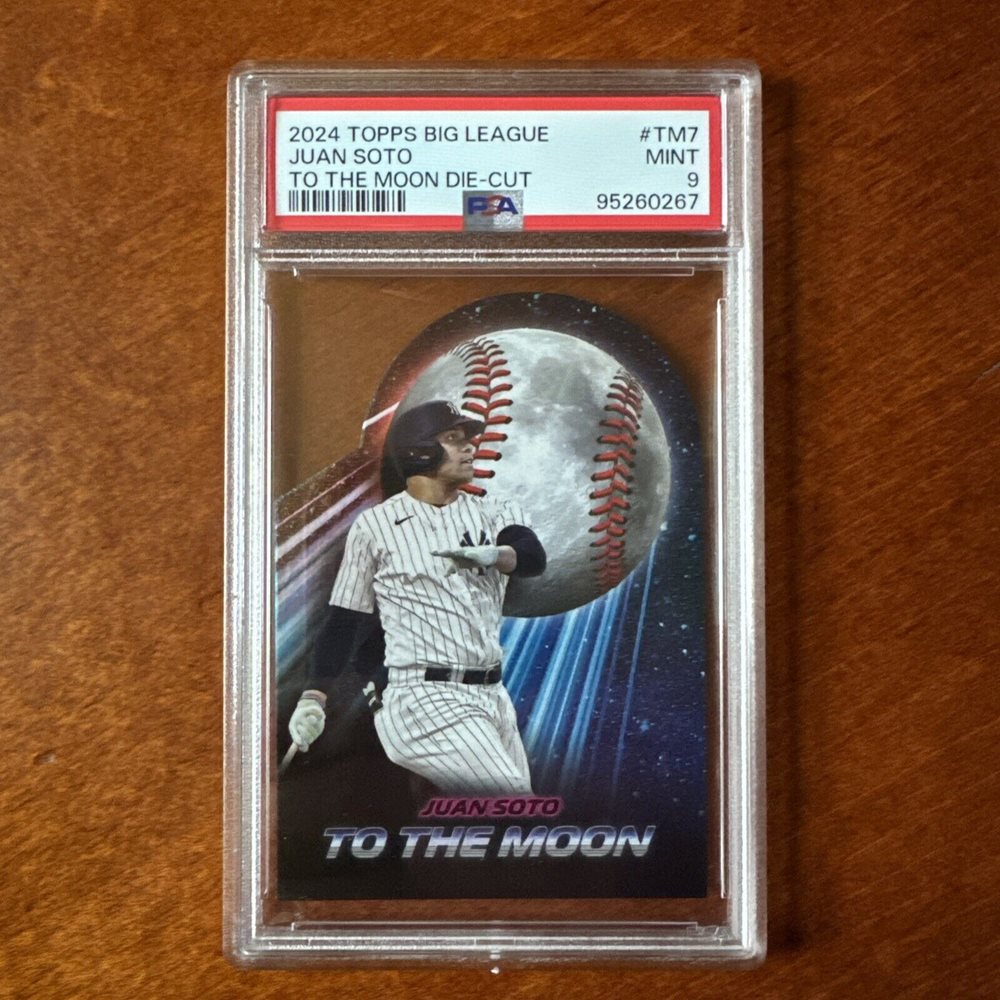 2024 TOPPS BIG LEAGUE #TM7
JUAN SOTO MINT
TO THE MOON DIE-CUT 9
PSA 95260267
JUAN SOTO
TO THE MOON